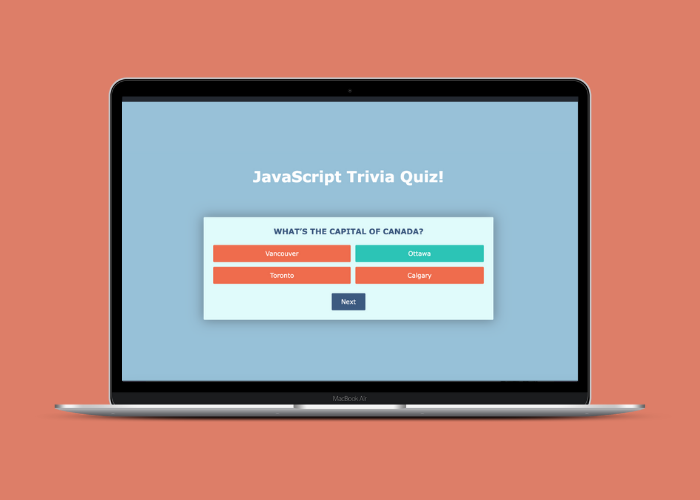 JavaScript Trivia Quiz!
WHAT'S THE CAPITAL OF CANADA?
Vancouver
Ottawa
Toronto
Calgary
Next
MacBook Air